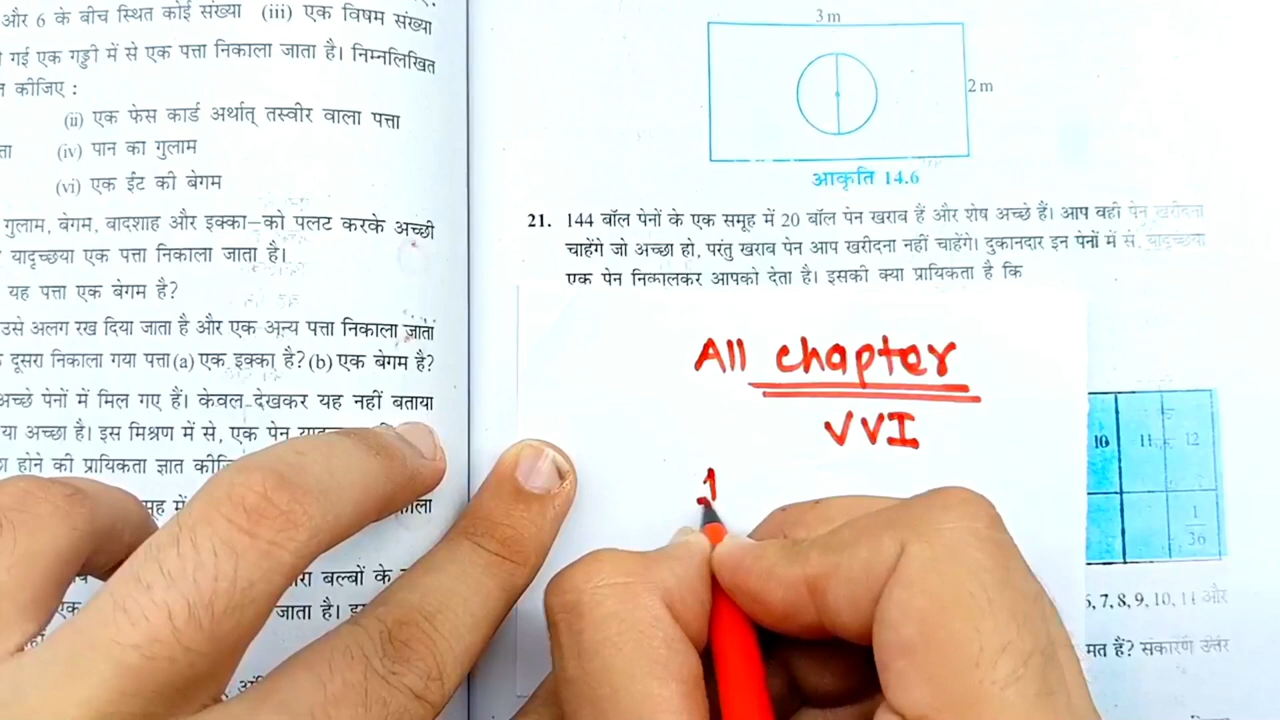 और 6 के बीच स्थित कोई संख्या (iii) एक विषम संख्या
गई एक गड्डी में से एक पत्ता निकाला जाता है। निम्नलिखित
कीजिए :
(ii) एक फेस कार्ड अर्थात् तस्वीर वाला पत्ता
(iv) पान का गुलाम
(vi) एक ईंट की बेगम
गुलाम, बेगम, बादशाह और इक्का—को पलट करके अच्छी
यादृच्छया एक पत्ता निकाला जाता है।
यह पत्ता एक बेगम है?
उसे अलग रख दिया जाता है और एक अन्य पत्ता निकाला जाता
दूसरा निकाला गया पत्ता (a) एक इक्का है? (b) एक बेगम है?
अच्छे पेनों में मिल गए हैं। केवल देखकर यह नहीं बताया
या अच्छा है। इस मिश्रण में से, एक पेन
होने की प्रायिकता ज्ञात
में
बल्बों के
एक जाता है।
3 m
2 m
आकृति 14.6
21. 144 बॉल पेनों के एक समूह में 20 बॉल पेन खराब हैं और शेष अच्छे हैं। आप वही पेन खरीदना
चाहेंगे जो अच्छा हो, परंतु खराब पेन आप खरीदना नहीं चाहेंगे। दुकानदार इन पेनों में से, यादृच्छया
एक पेन निकालकर आपको देता है। इसकी क्या प्रायिकता है कि
All chapter
VVI
1
10 11 12
1
36
7, 8, 9, 10, 11 और
मत हैं? सकारण उत्तर